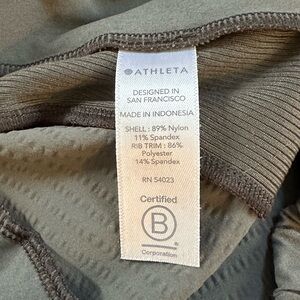 ATHLETA
DESIGNED IN
SAN FRANCISCO
MADE IN INDONESIA
SHELL : 89% Nylon
11% Spandex
RIB TRIM : 86%
Polyester
14% Spandex
RN 54023
Certified
B
Corporation